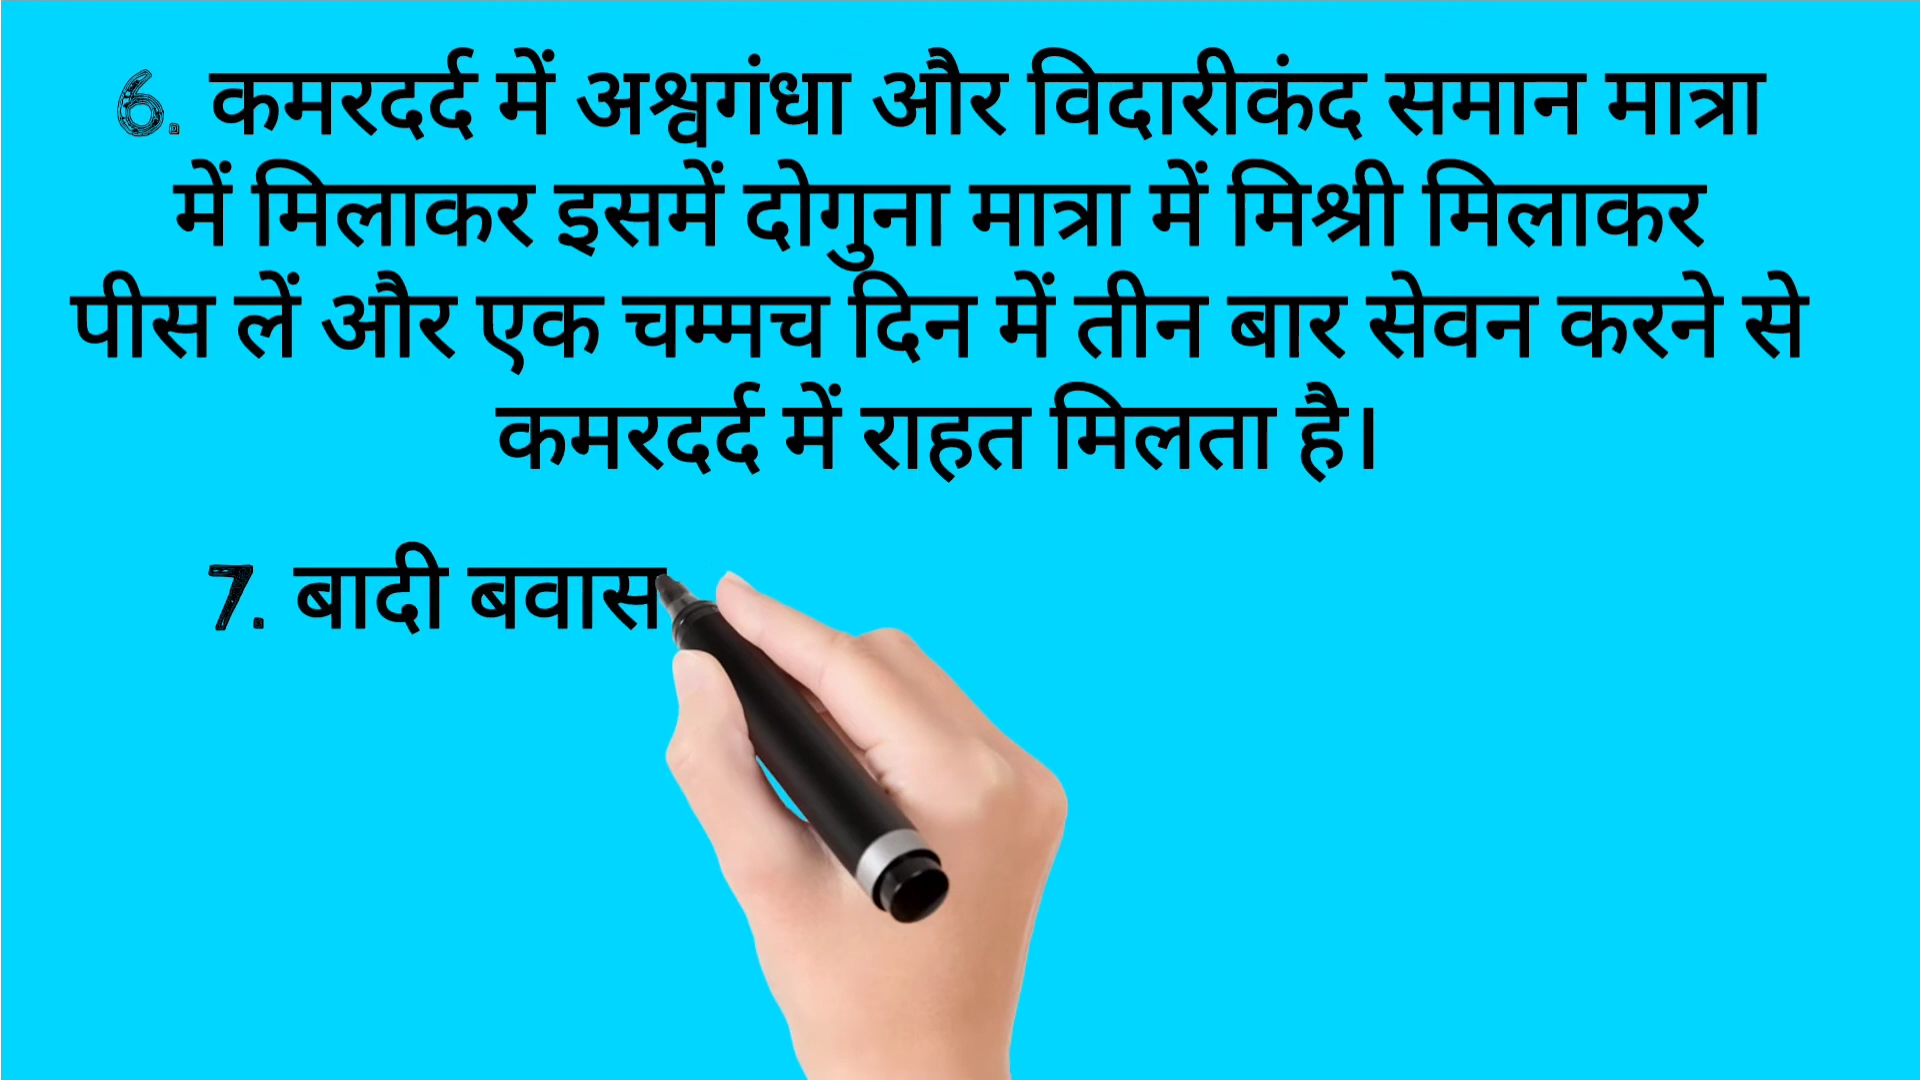 6. कमरदर्द में अश्वगंधा और विदारीकंद समान मात्रा
में मिलाकर इसमें दोगुना मात्रा में मिश्री मिलाकर
पीस लें और एक चम्मच दिन में तीन बार सेवन करने से
कमरदर्द में राहत मिलता है।
7. बादी बवास